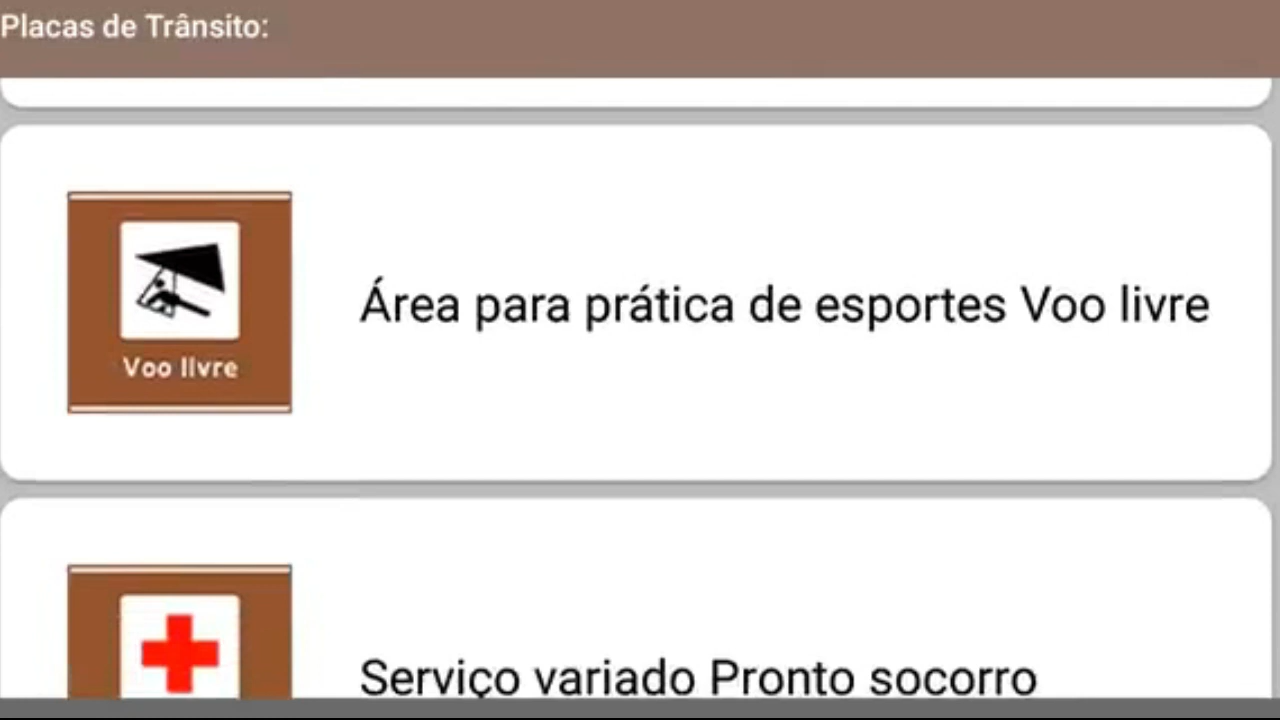 Placas de Trânsito:
Voo livre
Área para prática de esportes Voo livre
Serviço variado Pronto socorro